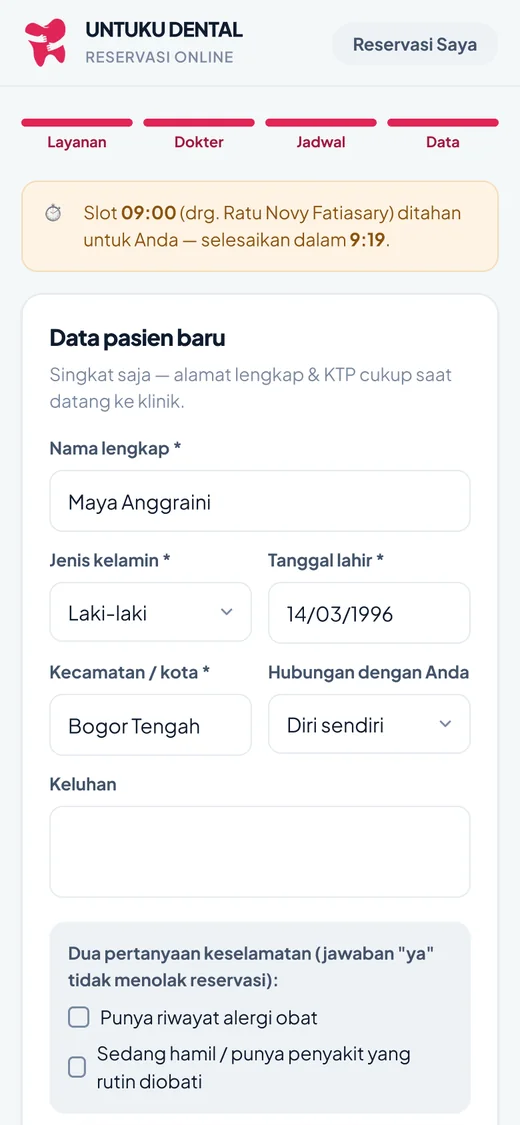 UNTUKU DENTAL
RESERVASI ONLINE
Reservasi Saya
Layanan
Dokter
Jadwal
Data
Slot 09:00 (drg. Ratu Novy Fatiasary) ditahan
untuk Anda — selesaikan dalam 9:19.
Data pasien baru
Singkat saja — alamat lengkap & KTP cukup saat
datang ke klinik.
Nama lengkap *
Maya Anggraini
Jenis kelamin *
Tanggal lahir *
Laki-laki
14/03/1996
Kecamatan / kota *
Hubungan dengan Anda
Bogor Tengah
Diri sendiri
Keluhan
Dua pertanyaan keselamatan (jawaban "ya"
tidak menolak reservasi):
Punya riwayat alergi obat
Sedang hamil / punya penyakit yang
rutin diobati